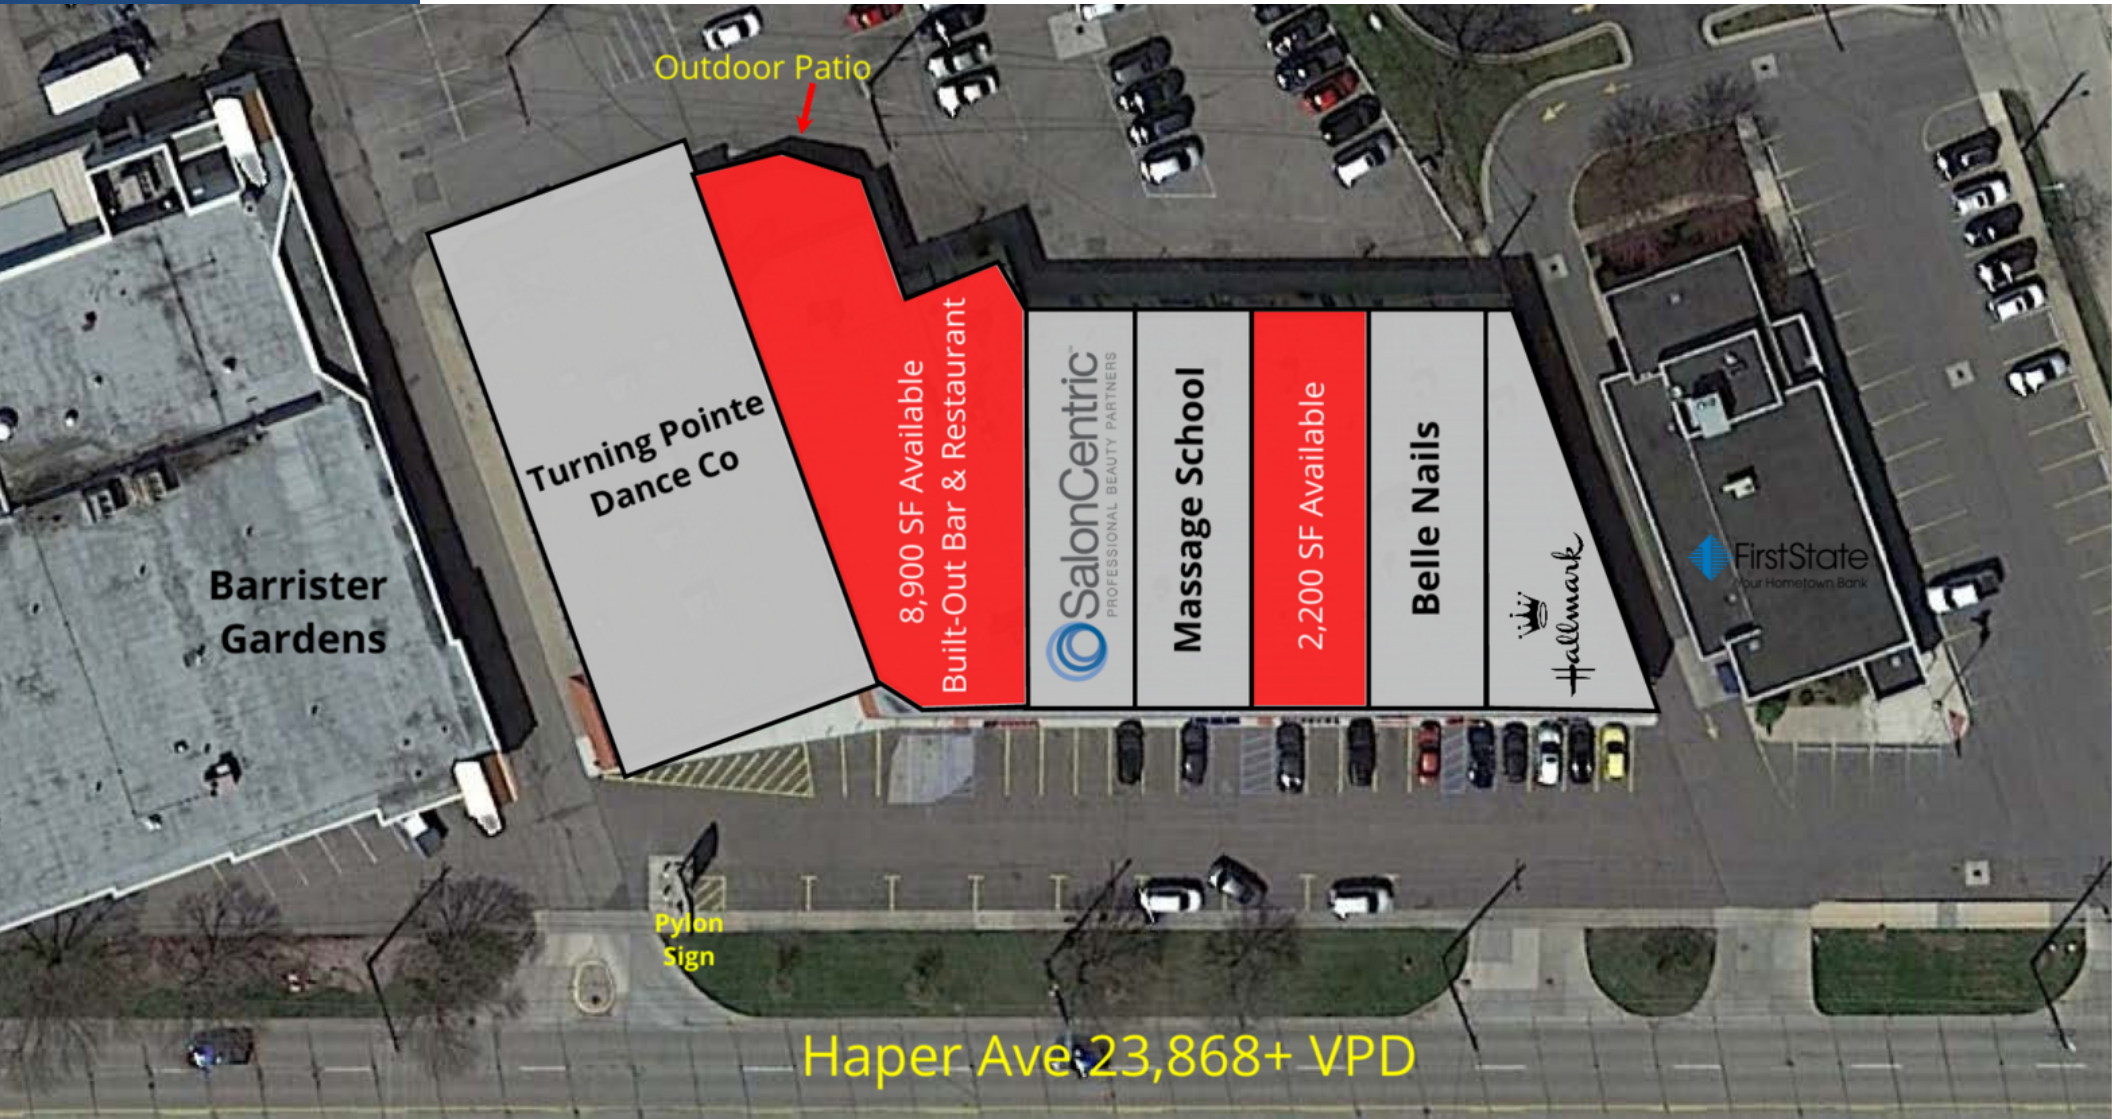 Outdoor Patio
Turning Pointe
Dance Co
8,900 SF Available
Built-Out Bar & Restaurant
SalonCentric
PROFESSIONAL BEAUTY PARTNERS
Massage School
2,200 SF Available
Belle Nails
Hallmark
FirstState
Your Hometown Bank
Barrister
Gardens
Pylon
Sign
Haper Ave 23,868+ VPD